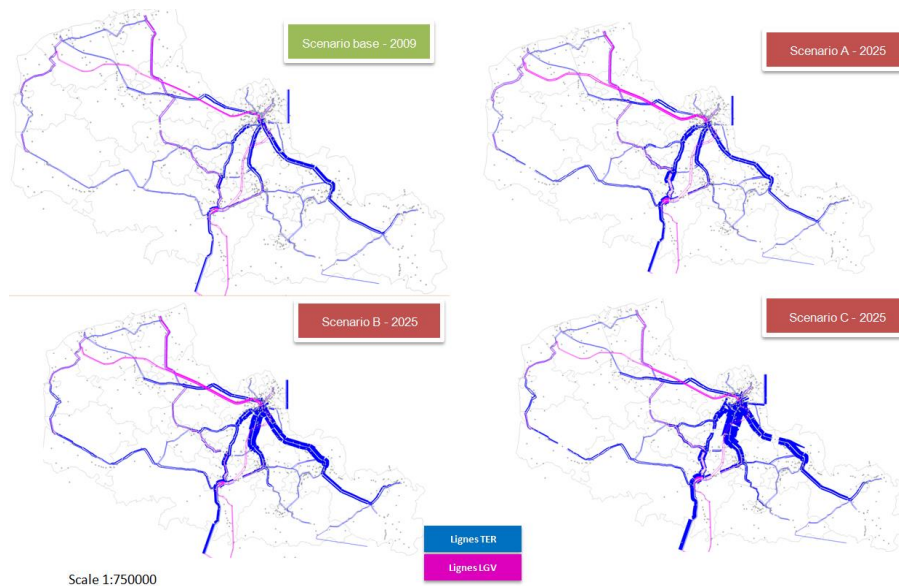 Scenario base - 2009
Scenario A - 2025
Scenario B - 2025
Scenario C - 2025
Lignes TER
Lignes LGV
Scale 1:750000